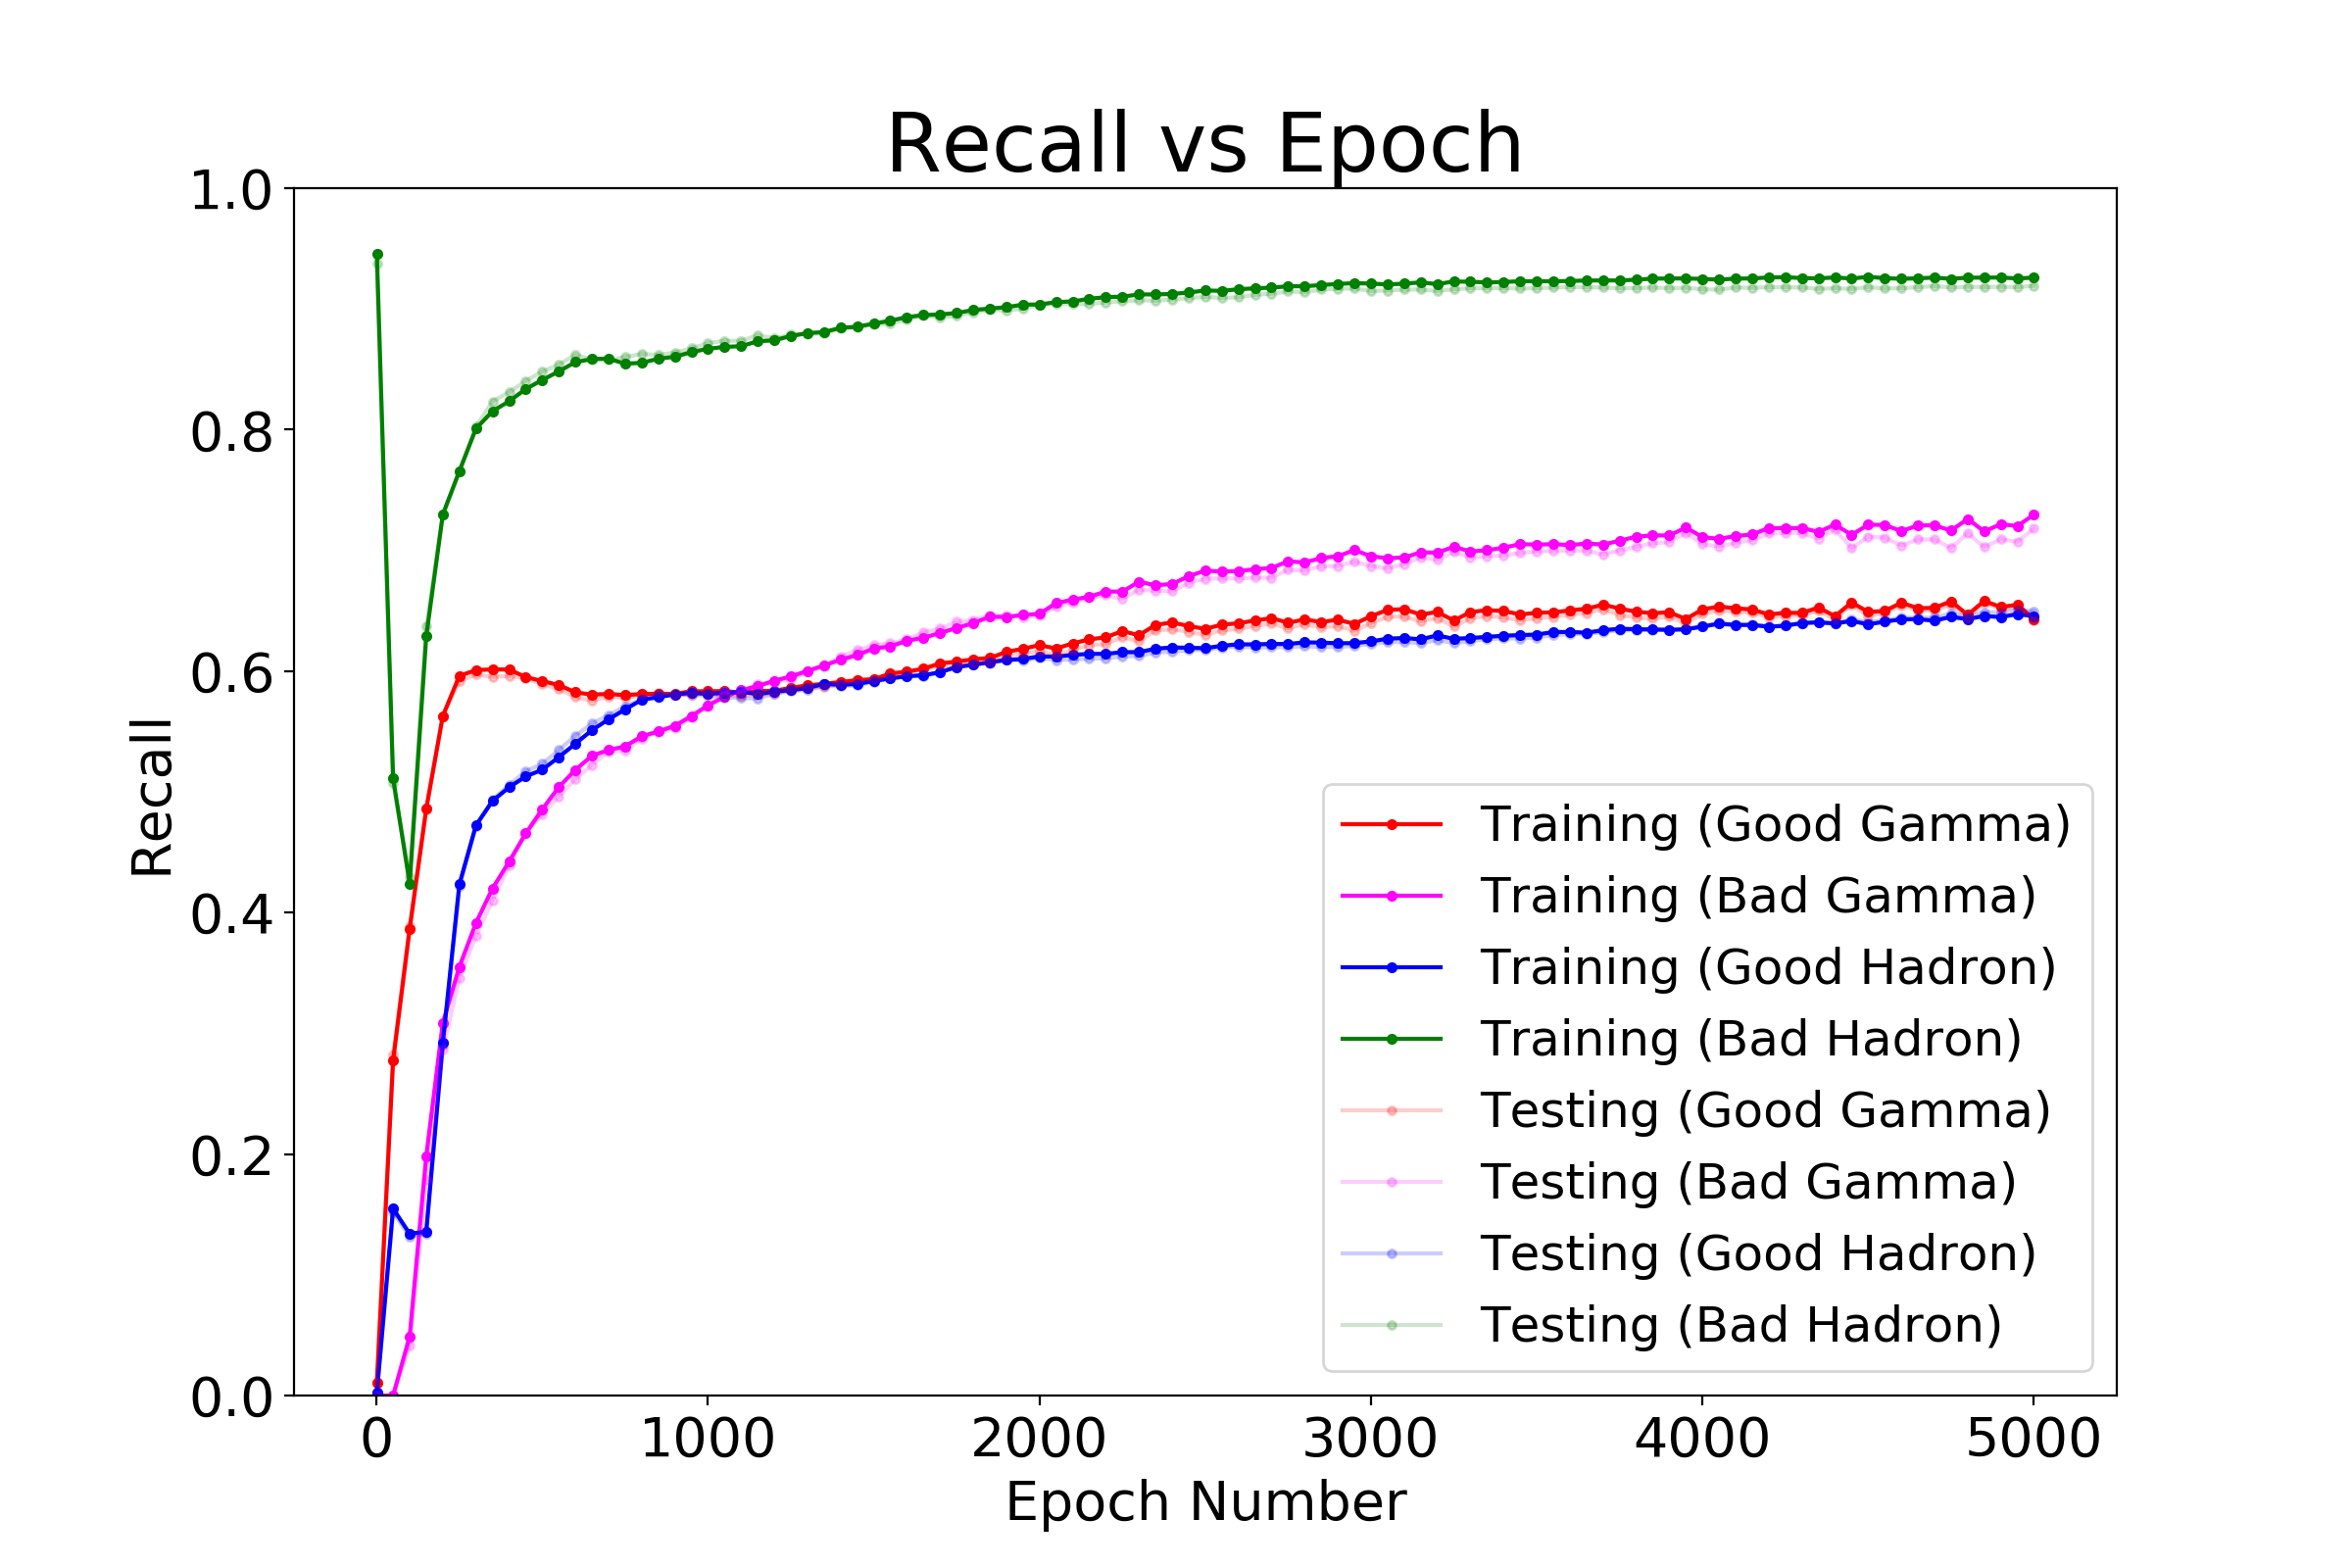 Recall vs Epoch
1.0
0.8
0.6
0.4
0.2
0.0
Recall
0 1000 2000 3000 4000 5000
Epoch Number
Training (Good Gamma)
Training (Bad Gamma)
Training (Good Hadron)
Training (Bad Hadron)
Testing (Good Gamma)
Testing (Bad Gamma)
Testing (Good Hadron)
Testing (Bad Hadron)